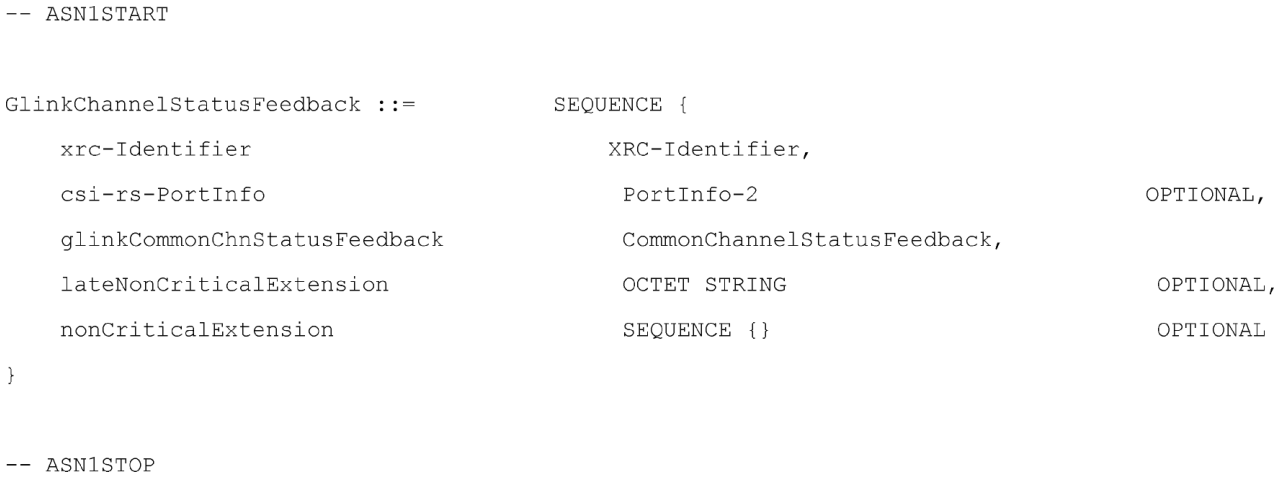 -- ASN1START
GlinkChannelStatusFeedback ::= SEQUENCE {
xrc-Identifier XRC-Identifier,
csi-rs-PortInfo PortInfo-2 OPTIONAL,
glinkCommonChnStatusFeedback CommonChannelStatusFeedback,
lateNonCriticalExtension OCTET STRING OPTIONAL,
nonCriticalExtension SEQUENCE {} OPTIONAL
}
-- ASN1STOP